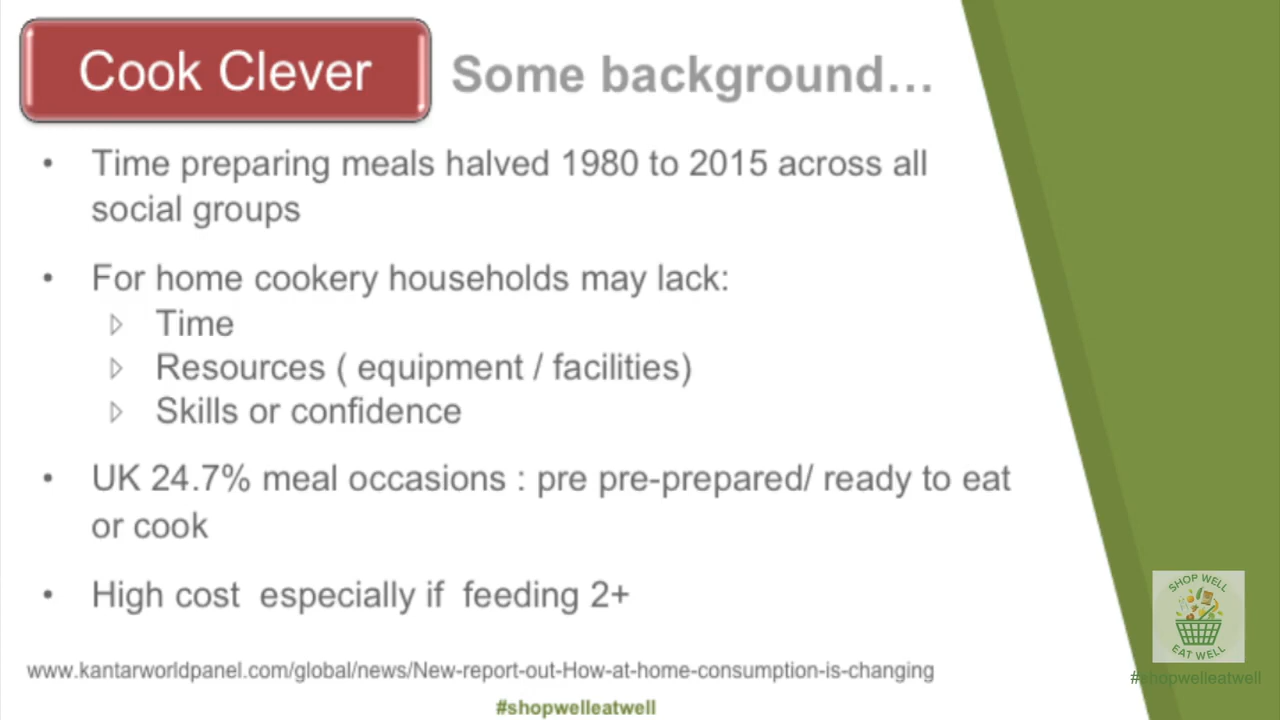 Cook Clever
Some background...
• Time preparing meals halved 1980 to 2015 across all
social groups
• For home cookery households may lack:
▷ Time
▷ Resources ( equipment / facilities)
▷ Skills or confidence
• UK 24.7% meal occasions : pre pre-prepared/ ready to eat
or cook
• High cost  especially if  feeding 2+
www.kantarworldpanel.com/global/news/New-report-out-How-at-home-consumption-is-changing
#shopwelleatwell
SHOP WELL
EAT WELL
#shopwelleatwell